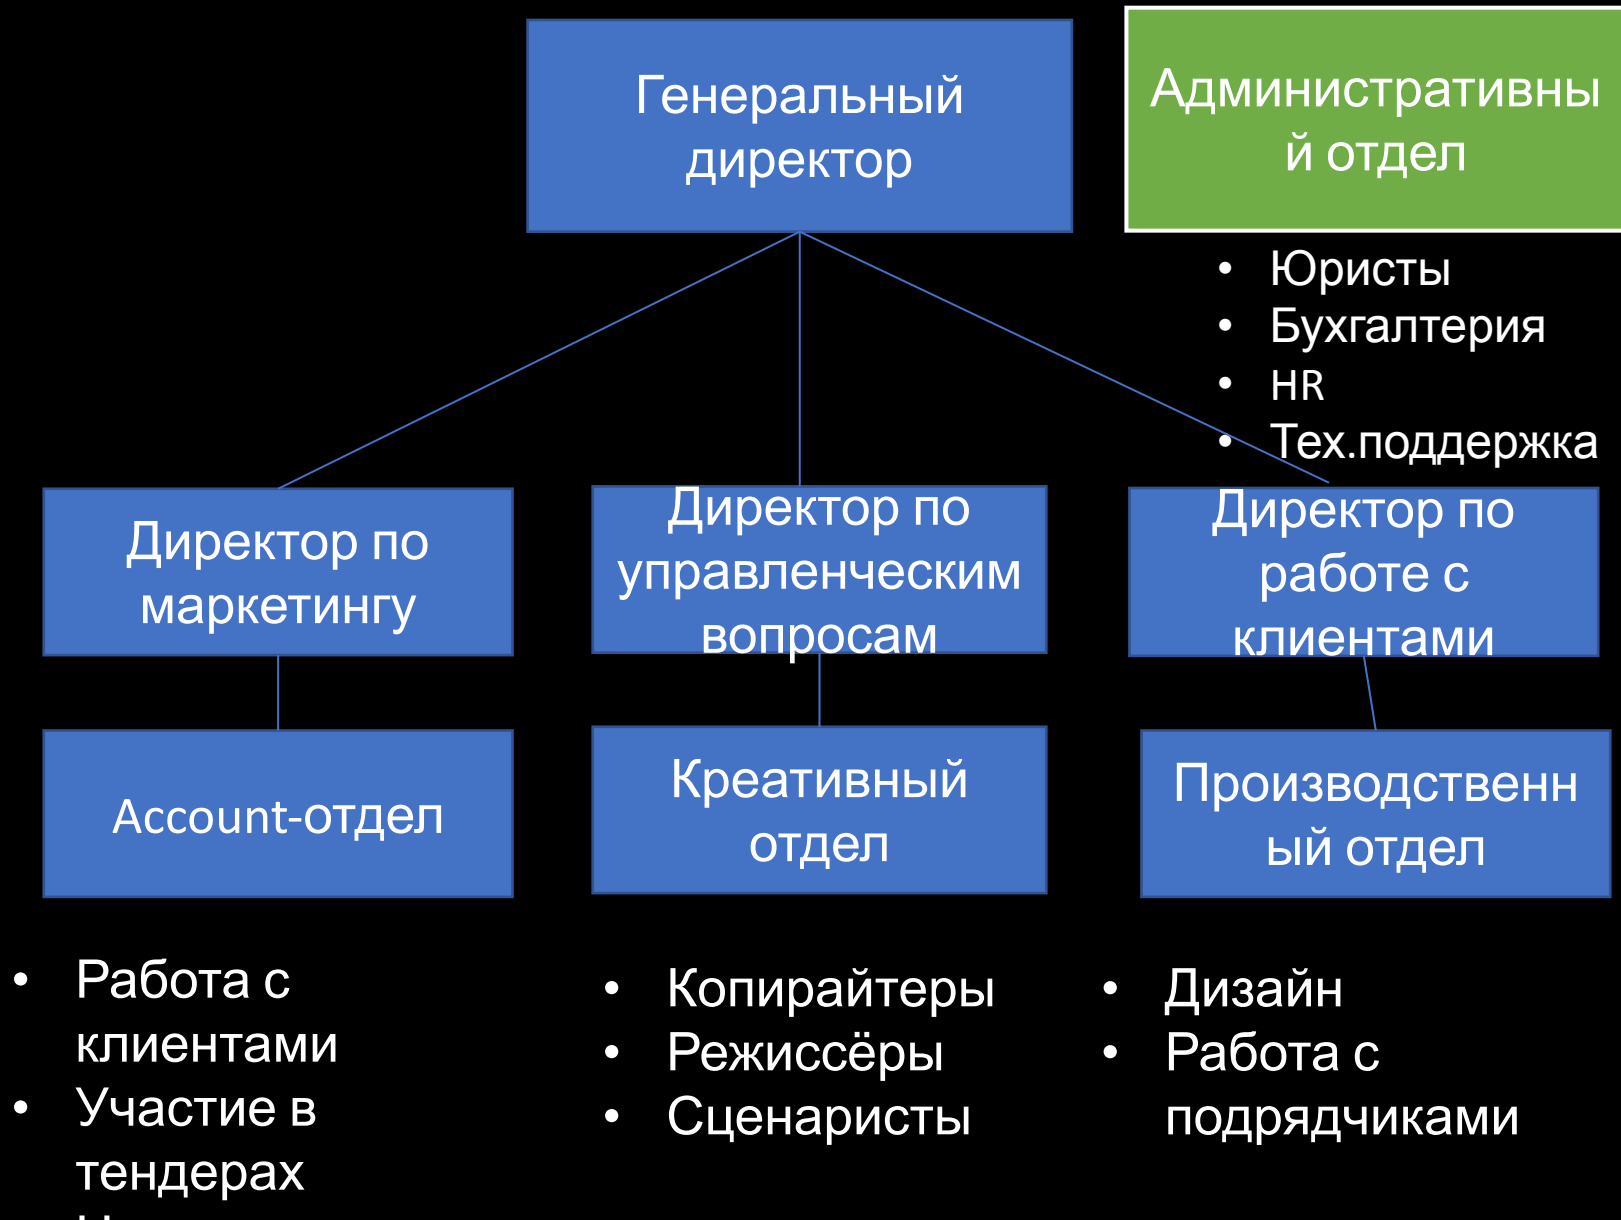 Генеральный
директор
Административны
й отдел
• Юристы
• Бухгалтерия
• HR
• Тех.поддержка
Директор по
маркетингу
Директор по
управленческим
вопросам
Директор по
работе с
клиентами
Account-отдел
Креативный
отдел
Производственн
ый отдел
• Работа с
клиентами
• Участие в
тендерах
• Копирайтеры
• Режиссёры
• Сценаристы
• Дизайн
• Работа с
подрядчиками